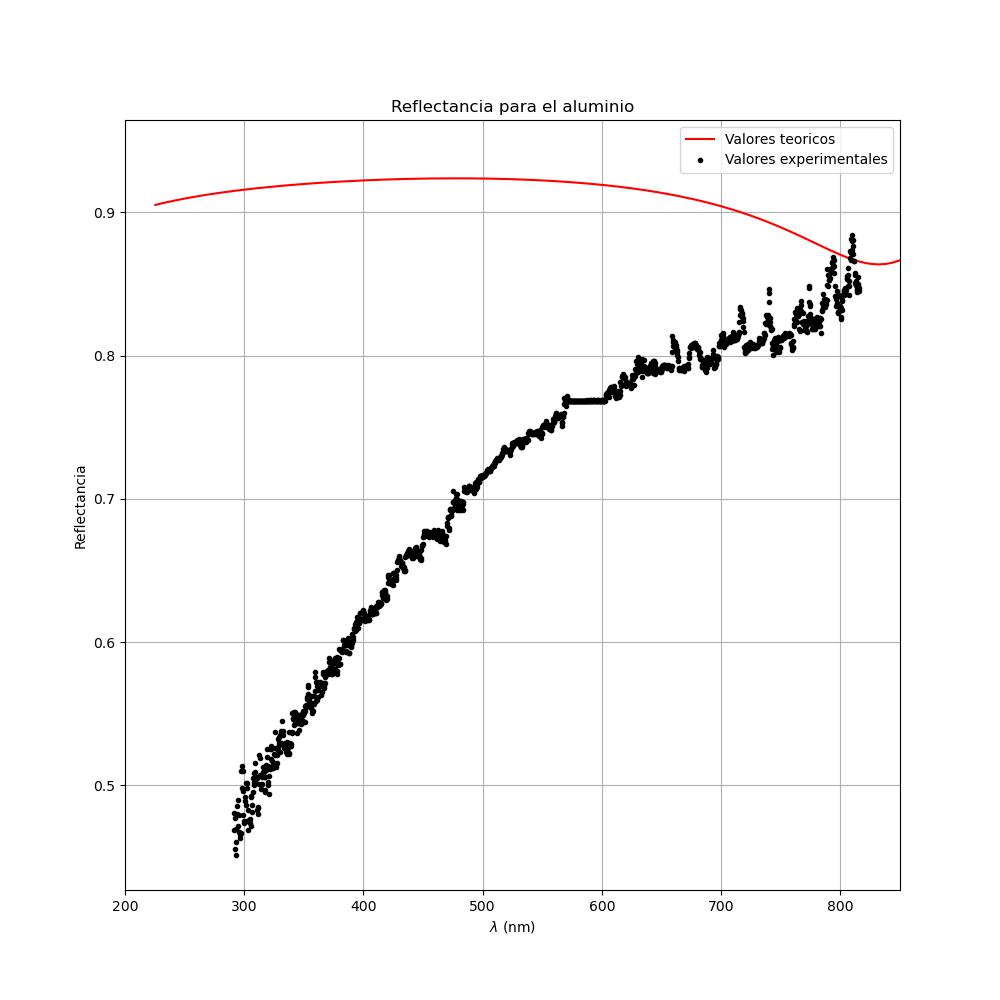 Reflectancia para el aluminio
Valores teoricos
Valores experimentales
0.9
0.8
0.7
0.6
0.5
Reflectancia
200 300 400 500 600 700 800
λ (nm)